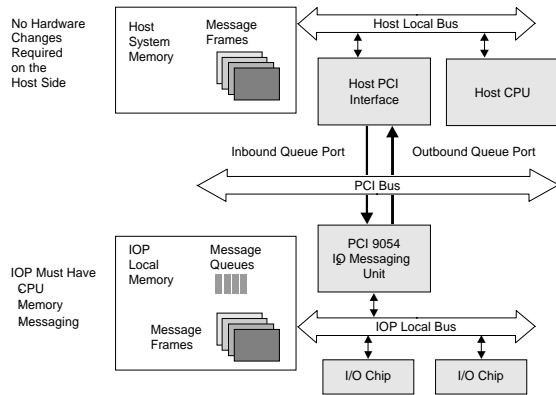 No Hardware
Changes
Required
on the
Host Side
Host
System
Memory
Message
Frames
Host Local Bus
Host PCI
Interface
Host CPU
Inbound Queue Port
Outbound Queue Port
PCI Bus
IOP Must Have
CPU
Memory
Messaging
IOP
Local
Memory
Message
Queues
Message
Frames
PCI 9054
I2O Messaging
Unit
IOP Local Bus
I/O Chip
I/O Chip